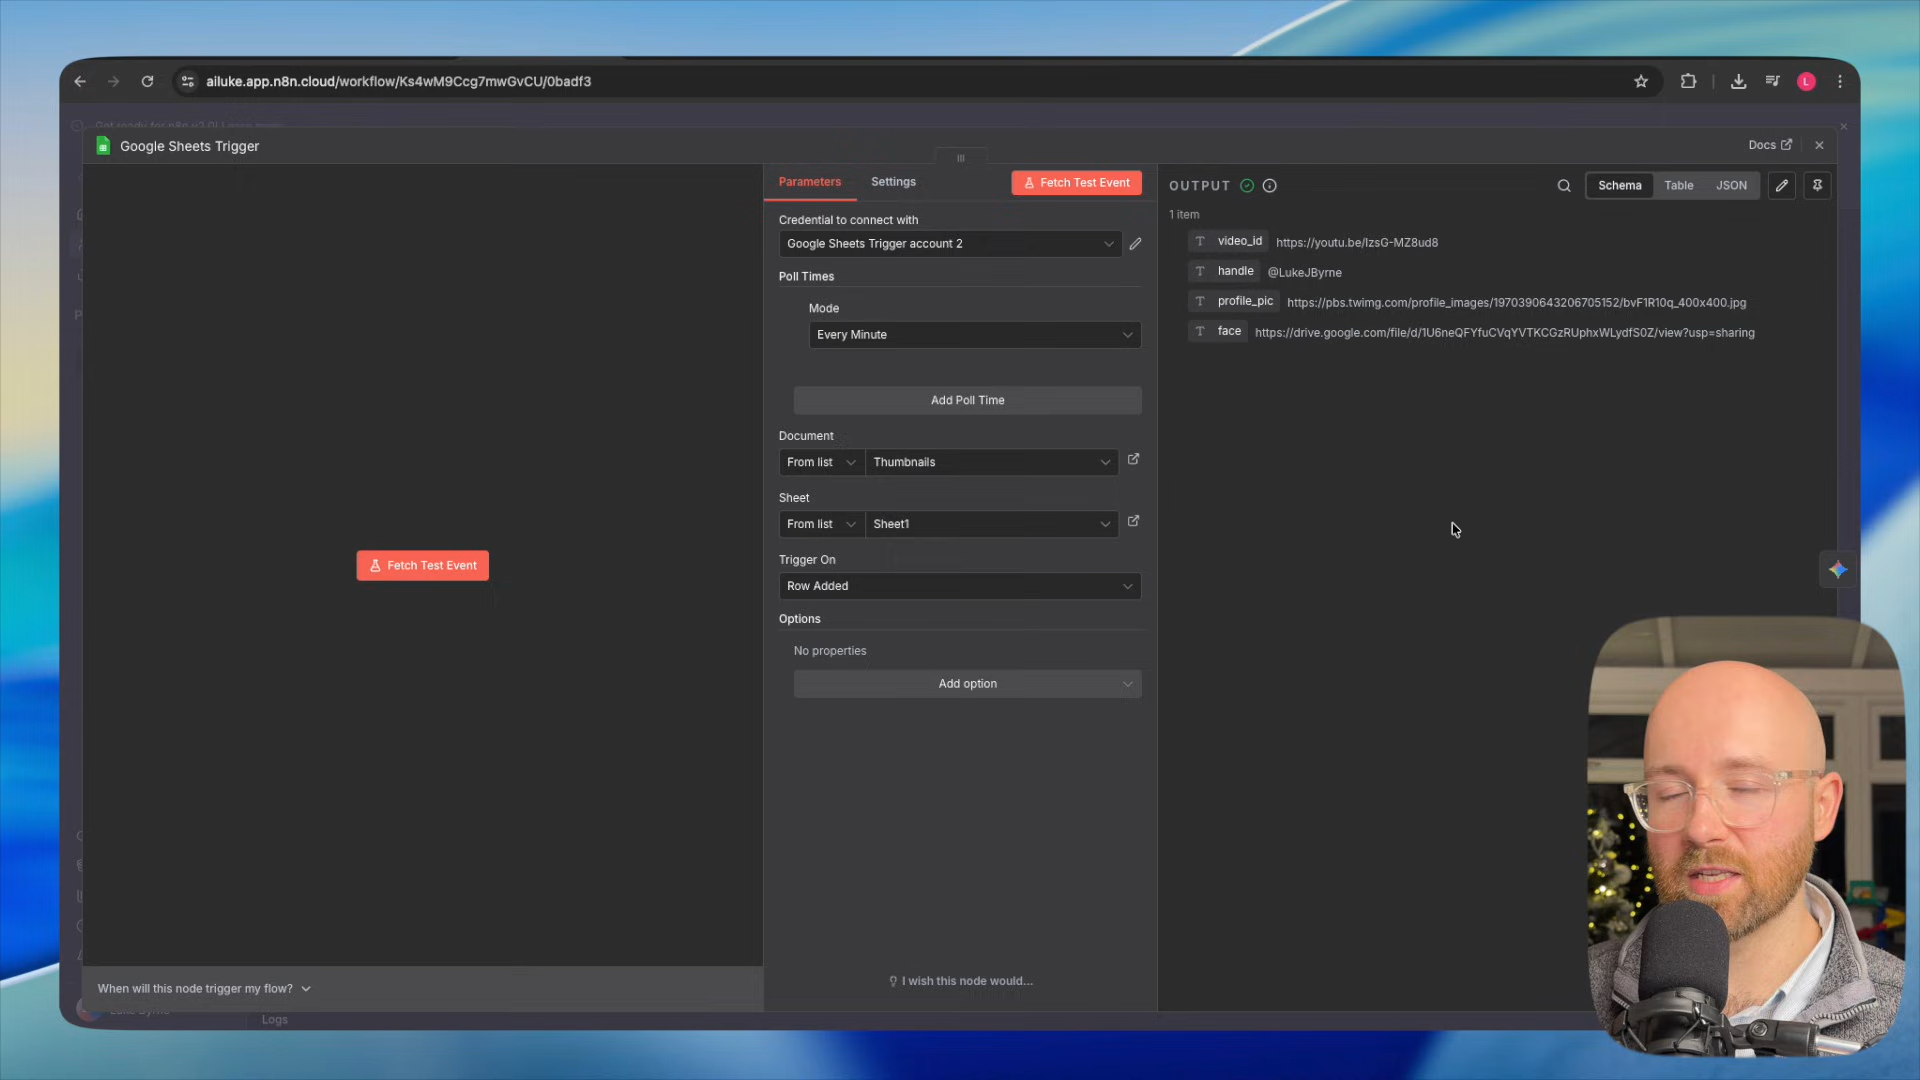 ailuke.app.n8n.cloud/workflow/Ks4wM9Ccg7mwGvCU/0badf3
L
Google Sheets Trigger
Docs
Parameters
Settings
Fetch Test Event
Credential to connect with
Google Sheets Trigger account 2
Poll Times
Mode
Every Minute
Add Poll Time
Document
From list
Thumbnails
Sheet
From list
Sheet1
Trigger On
Row Added
Options
No properties
Add option
I wish this node would...
Fetch Test Event
When will this node trigger my flow?
Logs
OUTPUT
Schema
Table
JSON
1 item
T video_id https://youtu.be/IzsG-MZ8ud8
T handle @LukeJByrne
T profile_pic https://pbs.twimg.com/profile_images/1970390643206705152/bvF1R10q_400x400.jpg
T face https://drive.google.com/file/d/1U6neQFYfuCVqYVTKCGzRUphxWLydfS0Z/view?usp=sharing